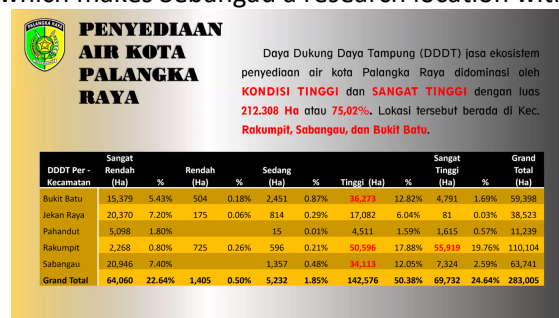 which makes Sebangau a research location with
PALANGKA RAYA
PENYEDIAAN
AIR KOTA
PALANGKA
RAYA
Daya Dukung Daya Tampung (DDDT) jasa ekosistem
penyediaan air kota Palangka Raya didominasi oleh
KONDISI TINGGI dan SANGAT TINGGI dengan luas
212.308 Ha atau 75,02%. Lokasi tersebut berada di Kec.
Rakumpit, Sabangau, dan Bukit Batu.
DDDT Per - Kecamatan Sangat Rendah (Ha) % Rendah (Ha) % Sedang (Ha) % Tinggi (Ha) % Sangat Tinggi (Ha) % Grand Total (Ha)
Bukit Batu 15,379 5.43% 504 0.18% 2,451 0.87% 36,273 12.82% 4,791 1.69% 59,398
Jekan Raya 20,370 7.20% 175 0.06% 814 0.29% 17,082 6.04% 81 0.03% 38,523
Pahandut 5,098 1.80% 15 0.01% 4,511 1.59% 1,615 0.57% 11,239
Rakumpit 2,268 0.80% 725 0.26% 596 0.21% 50,596 17.88% 55,919 19.76% 110,104
Sabangau 20,946 7.40% 1,357 0.48% 34,113 12.05% 7,324 2.59% 63,741
Grand Total 64,060 22.64% 1,405 0.50% 5,232 1.85% 142,576 50.38% 69,732 24.64% 283,005